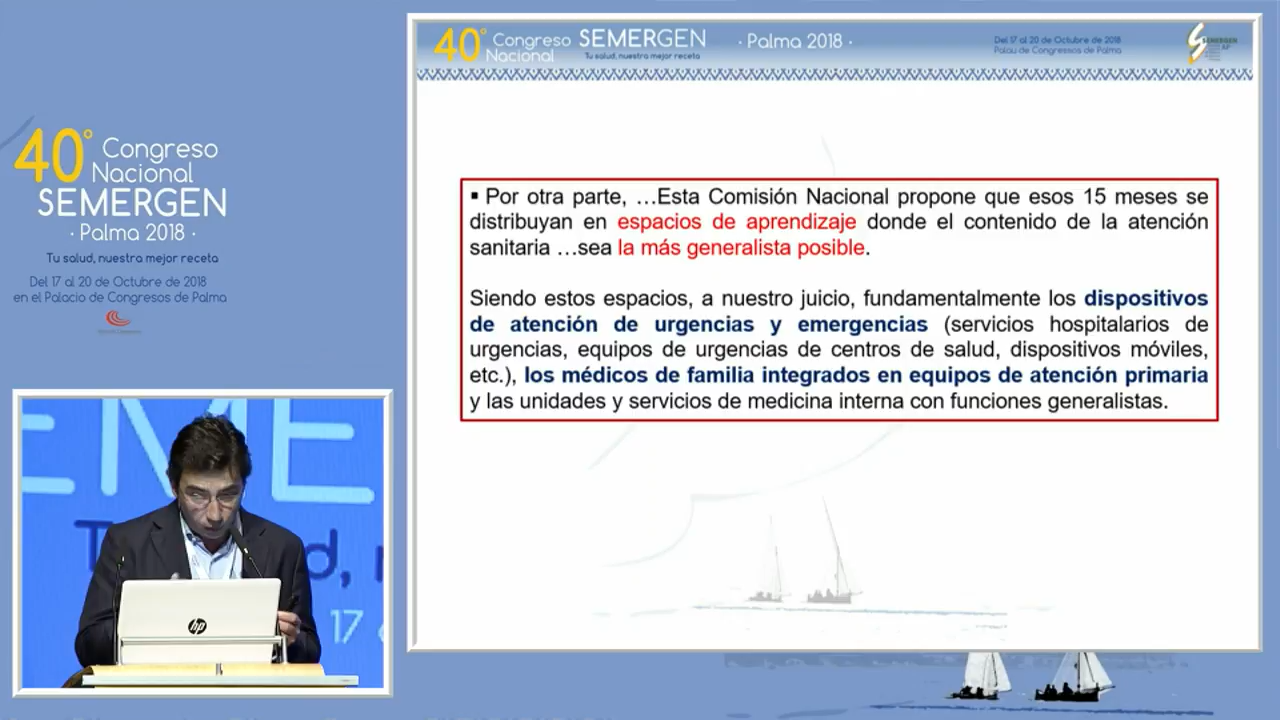 40° Congreso Nacional SEMERGEN · Palma 2018 ·
Tu salud, nuestra mejor receta
Del 17 al 20 de Octubre de 2018
Palau de Congressos de Palma
SEMERGEN
AP
40° Congreso
Nacional
SEMERGEN
· Palma 2018 ·
Tu salud, nuestra mejor receta
Del 17 al 20 de Octubre de 2018
en el Palacio de Congresos de Palma
▪ Por otra parte, …Esta Comisión Nacional propone que esos 15 meses se
distribuyan en espacios de aprendizaje donde el contenido de la atención
sanitaria …sea la más generalista posible.
Siendo estos espacios, a nuestro juicio, fundamentalmente los dispositivos
de atención de urgencias y emergencias (servicios hospitalarios de
urgencias, equipos de urgencias de centros de salud, dispositivos móviles,
etc.), los médicos de familia integrados en equipos de atención primaria
y las unidades y servicios de medicina interna con funciones generalistas.
EME
T d, n
17
hp